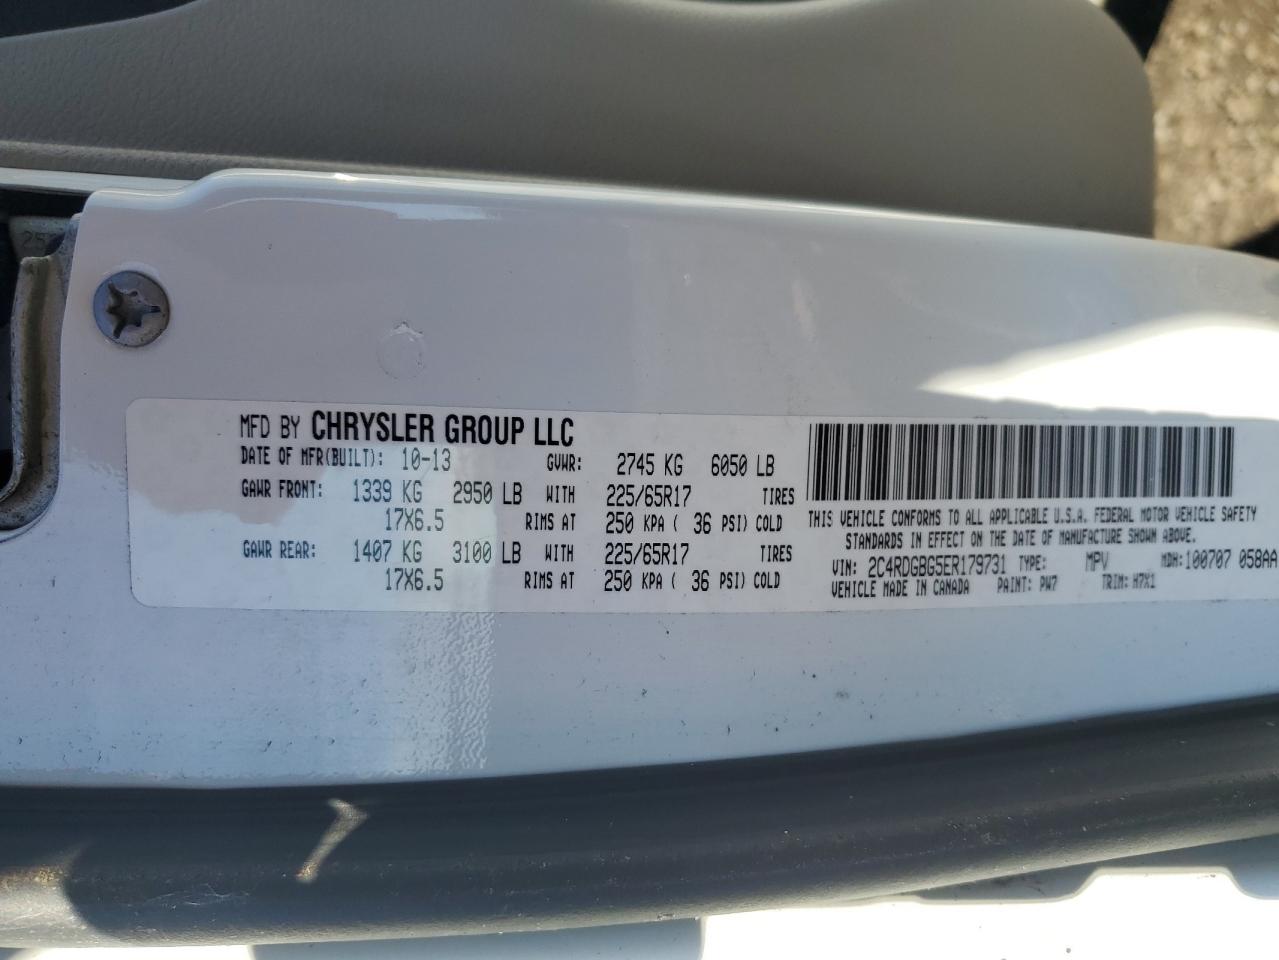 MFD BY CHRYSLER GROUP LLC
DATE OF MFR(BUILT): 10-13 GVWR: 2745 KG 6050 LB
GAWR FRONT: 1339 KG 2950 LB WITH 225/65R17 TIRES
17X6.5 RIMS AT 250 KPA ( 36 PSI) COLD
GAWR REAR: 1407 KG 3100 LB WITH 225/65R17 TIRES
17X6.5 RIMS AT 250 KPA ( 36 PSI) COLD
THIS VEHICLE CONFORMS TO ALL APPLICABLE U.S.A. FEDERAL MOTOR VEHICLE SAFETY
STANDARDS IN EFFECT ON THE DATE OF MANUFACTURE SHOWN ABOVE.
VIN: 2C4RDGBG5ER179731 TYPE: MPV MDH: 100707 058AA
VEHICLE MADE IN CANADA PAINT: PW7 TRIM: H7X1